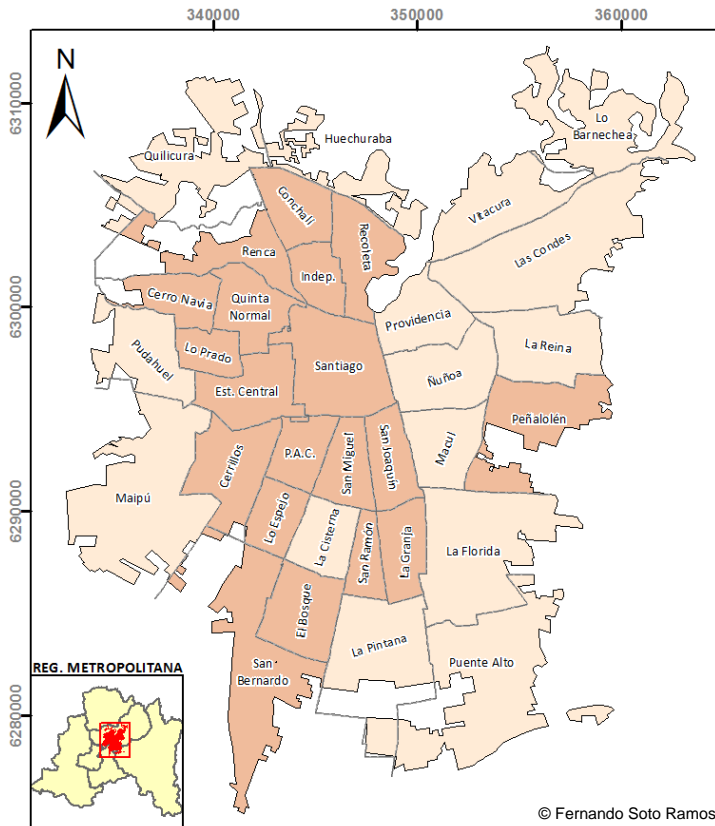 340000
350000
360000
6310000
6300000
6290000
6280000
N
Lo
Barnechea
Huechuraba
Quilicura
Conchalí
Vitacura
Recoleta
Las Condes
Renca
Indep.
Cerro Navia
Quinta
Normal
Providencia
Pudahuel
Lo Prado
Santiago
La Reina
Ñuñoa
Est. Central
Peñalolén
Macul
Cerrillos
P.A.C.
San Miguel
San Joaquín
Maipú
Lo Espejo
La Cisterna
San Ramón
La Granja
La Florida
El Bosque
La Pintana
San
Bernardo
Puente Alto
REG. METROPOLITANA
© Fernando Soto Ramos